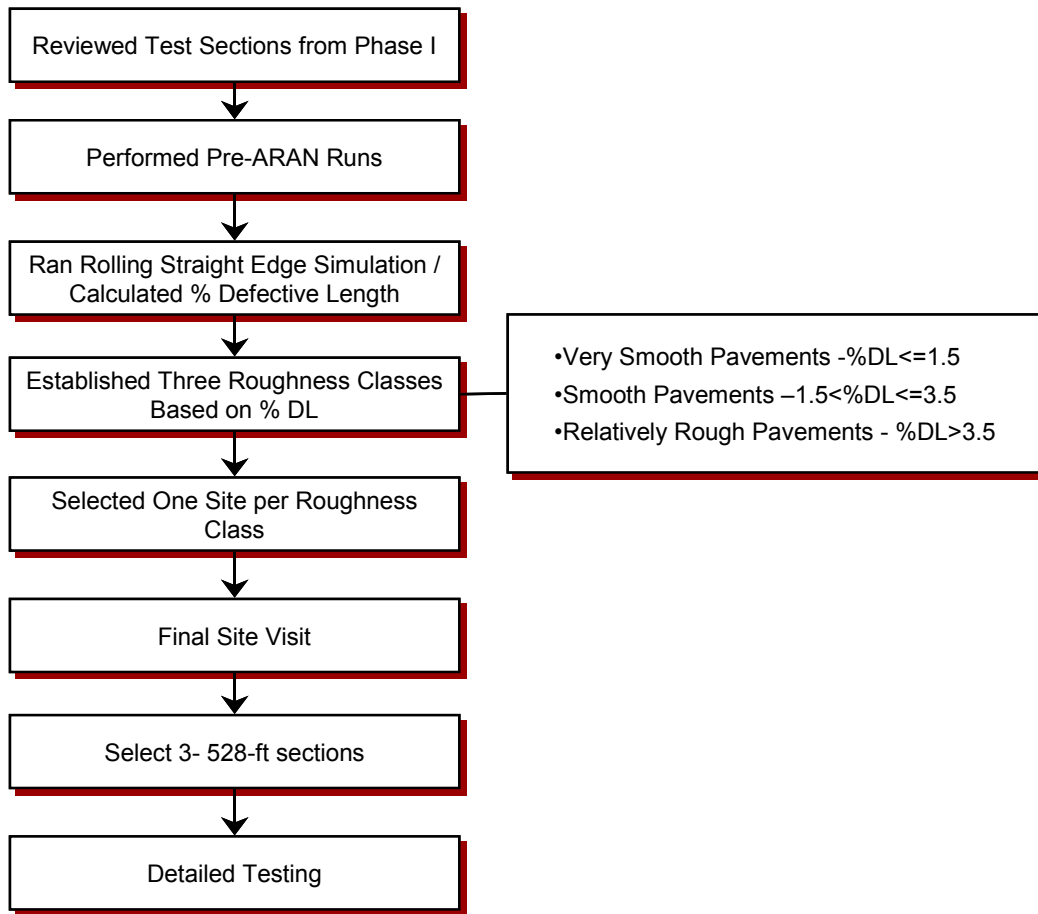 Reviewed Test Sections from Phase I
Performed Pre-ARAN Runs
Ran Rolling Straight Edge Simulation /
Calculated % Defective Length
Established Three Roughness Classes
Based on % DL
•Very Smooth Pavements -%DL<=1.5
•Smooth Pavements –1.5<%DL<=3.5
•Relatively Rough Pavements - %DL>3.5
Selected One Site per Roughness
Class
Final Site Visit
Select 3- 528-ft sections
Detailed Testing